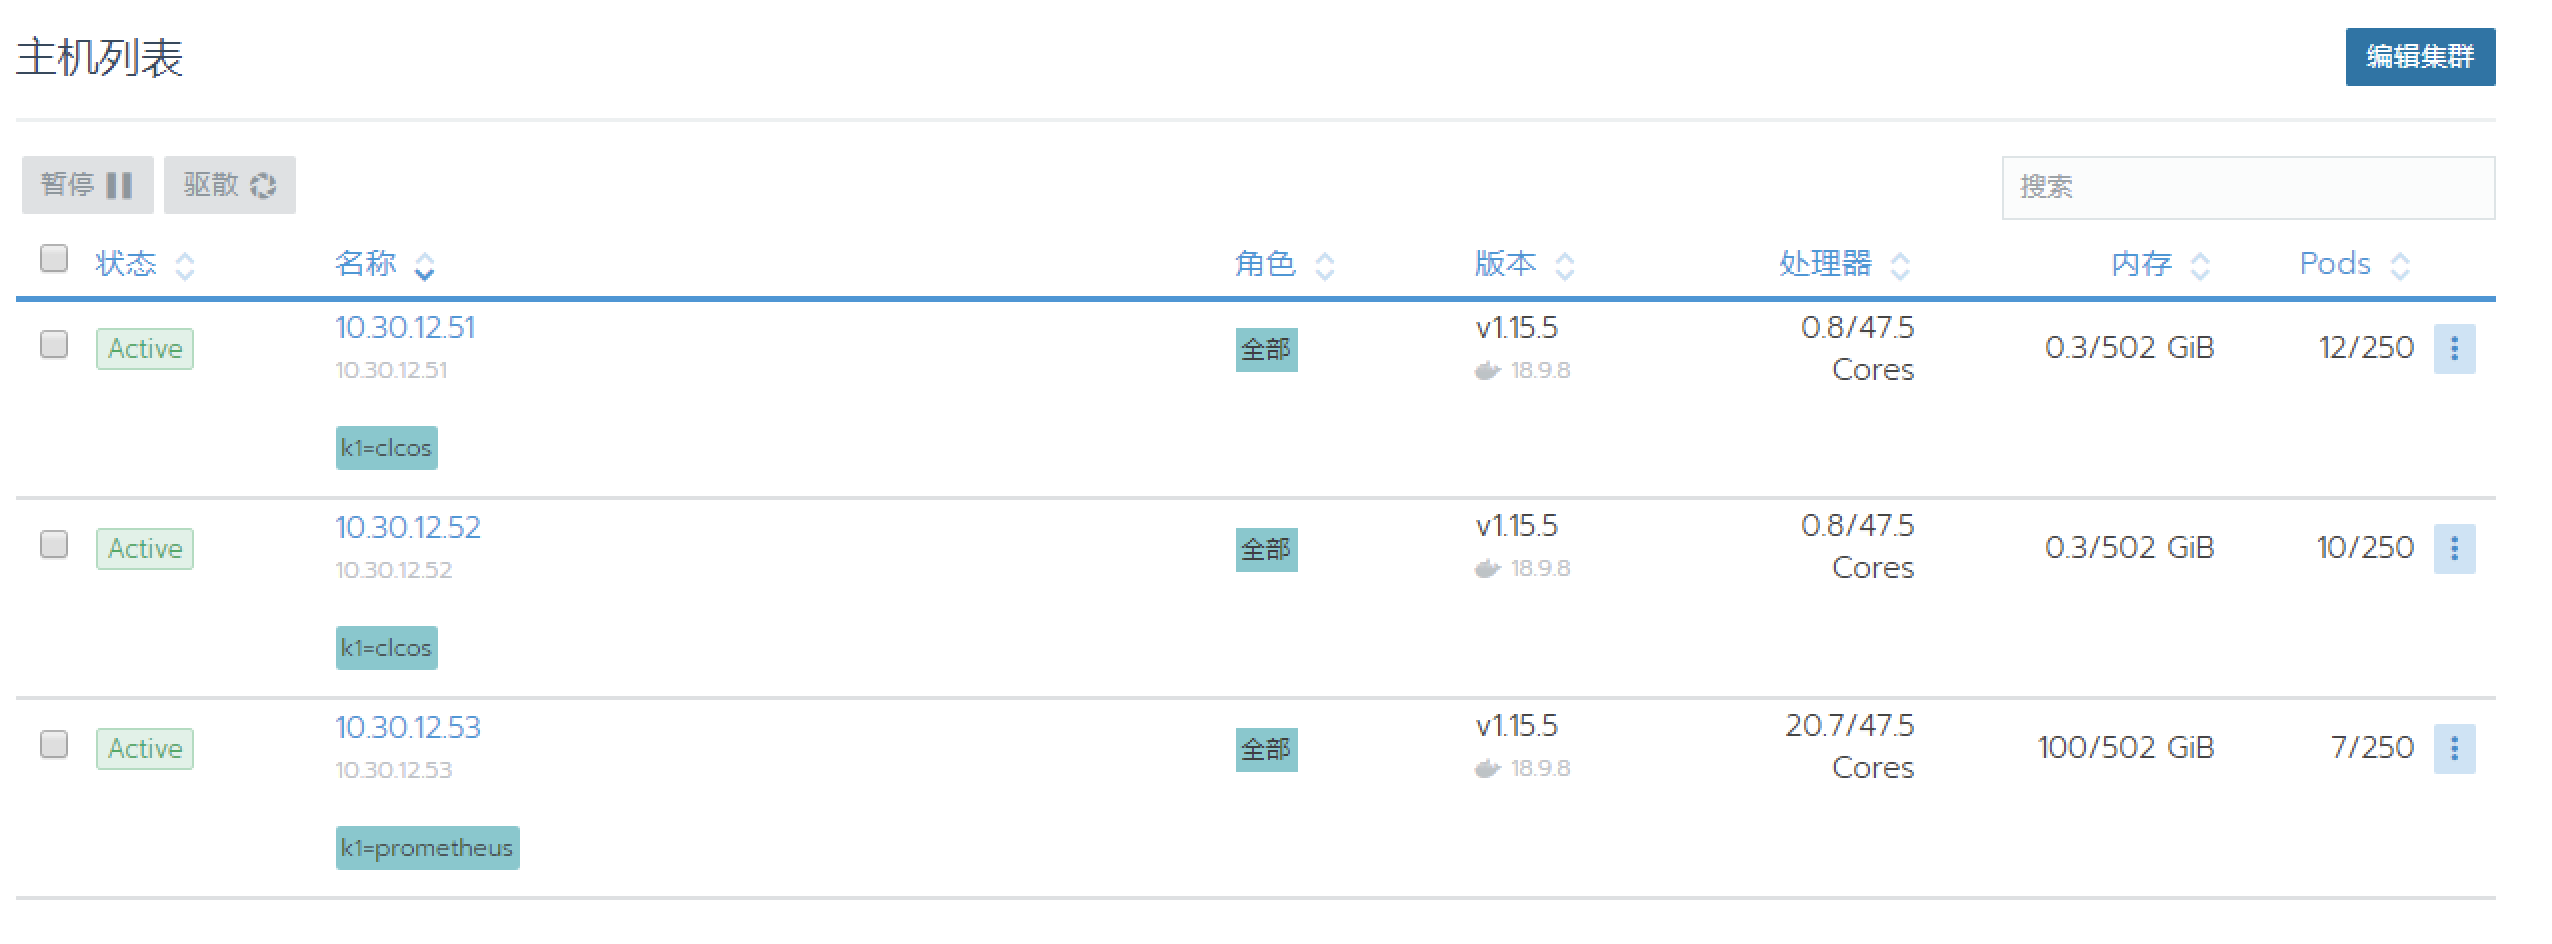 主机列表
编辑集群
暂停 驱散
搜索
状态 名称 角色 版本 处理器 内存 Pods
Active 10.30.12.51 全部 v1.15.5 0.8/47.5 0.3/502 GiB 12/250
10.30.12.51 18.9.8 Cores
k1=clcos
Active 10.30.12.52 全部 v1.15.5 0.8/47.5 0.3/502 GiB 10/250
10.30.12.52 18.9.8 Cores
k1=clcos
Active 10.30.12.53 全部 v1.15.5 20.7/47.5 100/502 GiB 7/250
10.30.12.53 18.9.8 Cores
k1=prometheus